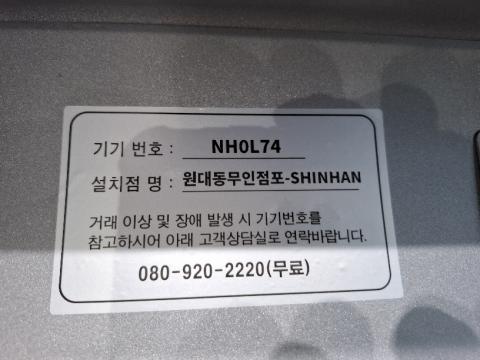 기기 번호 : NH0L74
설치점 명 : 원대동무인점포-SHINHAN
거래 이상 및 장애 발생 시 기기번호를
참고하시어 아래 고객상담실로 연락바랍니다.
080-920-2220(무료)